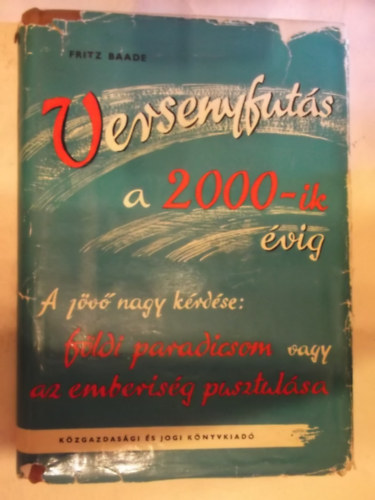 FRITZ BAADE
Versenyfutás
a 2000-ik
évig
A jövő nagy kérdése:
földi paradicsom vagy
az emberiség pusztulása
KÖZGAZDASÁGI ÉS JOGI KÖNYVKIADÓ